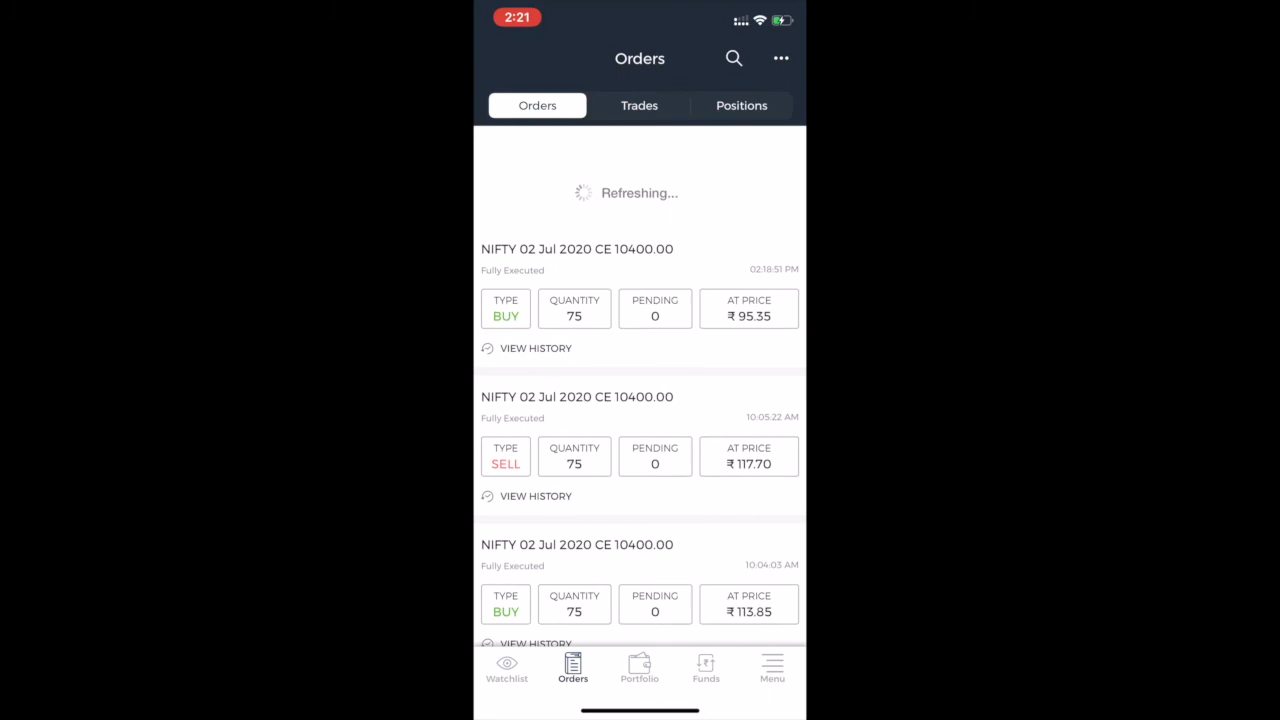 2:21
Orders
Orders Trades Positions
Refreshing...
NIFTY 02 Jul 2020 CE 10400.00
Fully Executed 02:18:51 PM
TYPE QUANTITY PENDING AT PRICE
BUY 75 0 ₹ 95.35
VIEW HISTORY
NIFTY 02 Jul 2020 CE 10400.00
Fully Executed 10:05:22 AM
TYPE QUANTITY PENDING AT PRICE
SELL 75 0 ₹ 117.70
VIEW HISTORY
NIFTY 02 Jul 2020 CE 10400.00
Fully Executed 10:04:03 AM
TYPE QUANTITY PENDING AT PRICE
BUY 75 0 ₹ 113.85
VIEW HISTORY
Watchlist Orders Portfolio Funds Menu